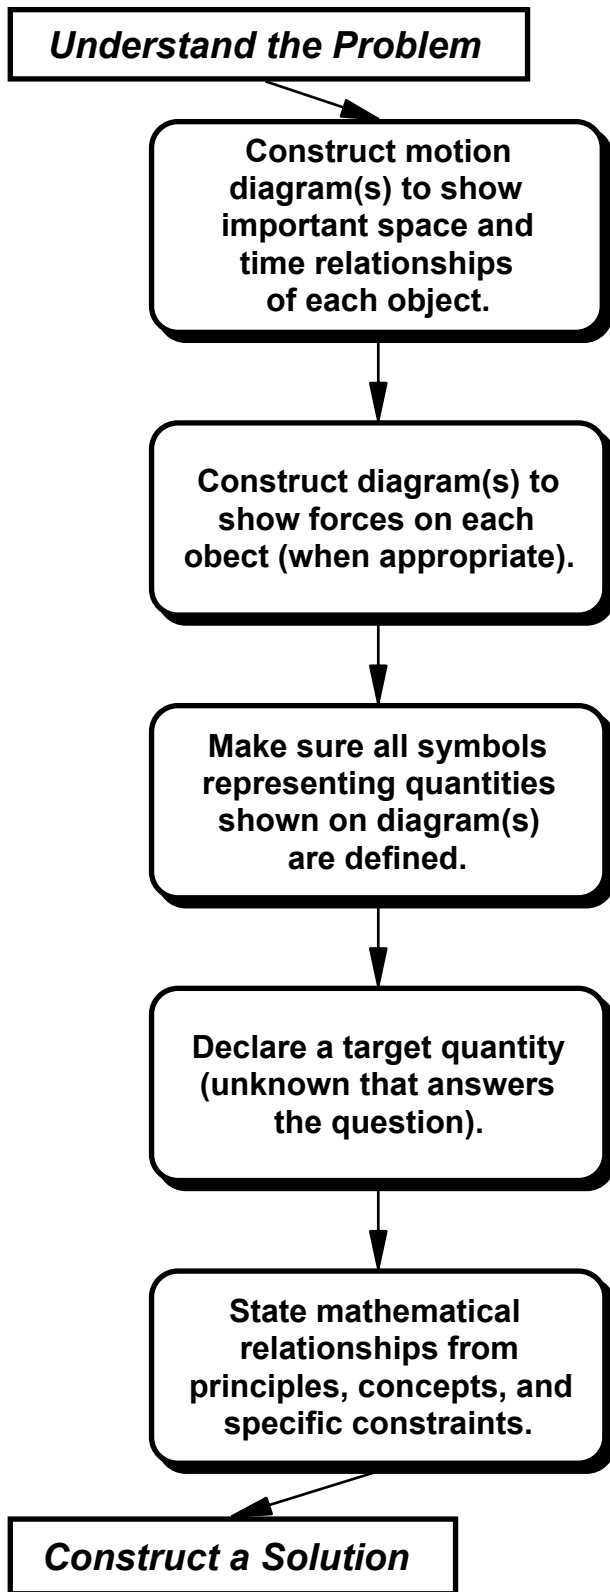 Understand the Problem
Construct motion
diagram(s) to show
important space and
time relationships
of each object.
Construct diagram(s) to
show forces on each
obect (when appropriate).
Make sure all symbols
representing quantities
shown on diagram(s)
are defined.
Declare a target quantity
(unknown that answers
the question).
State mathematical
relationships from
principles, concepts, and
specific constraints.
Construct a Solution